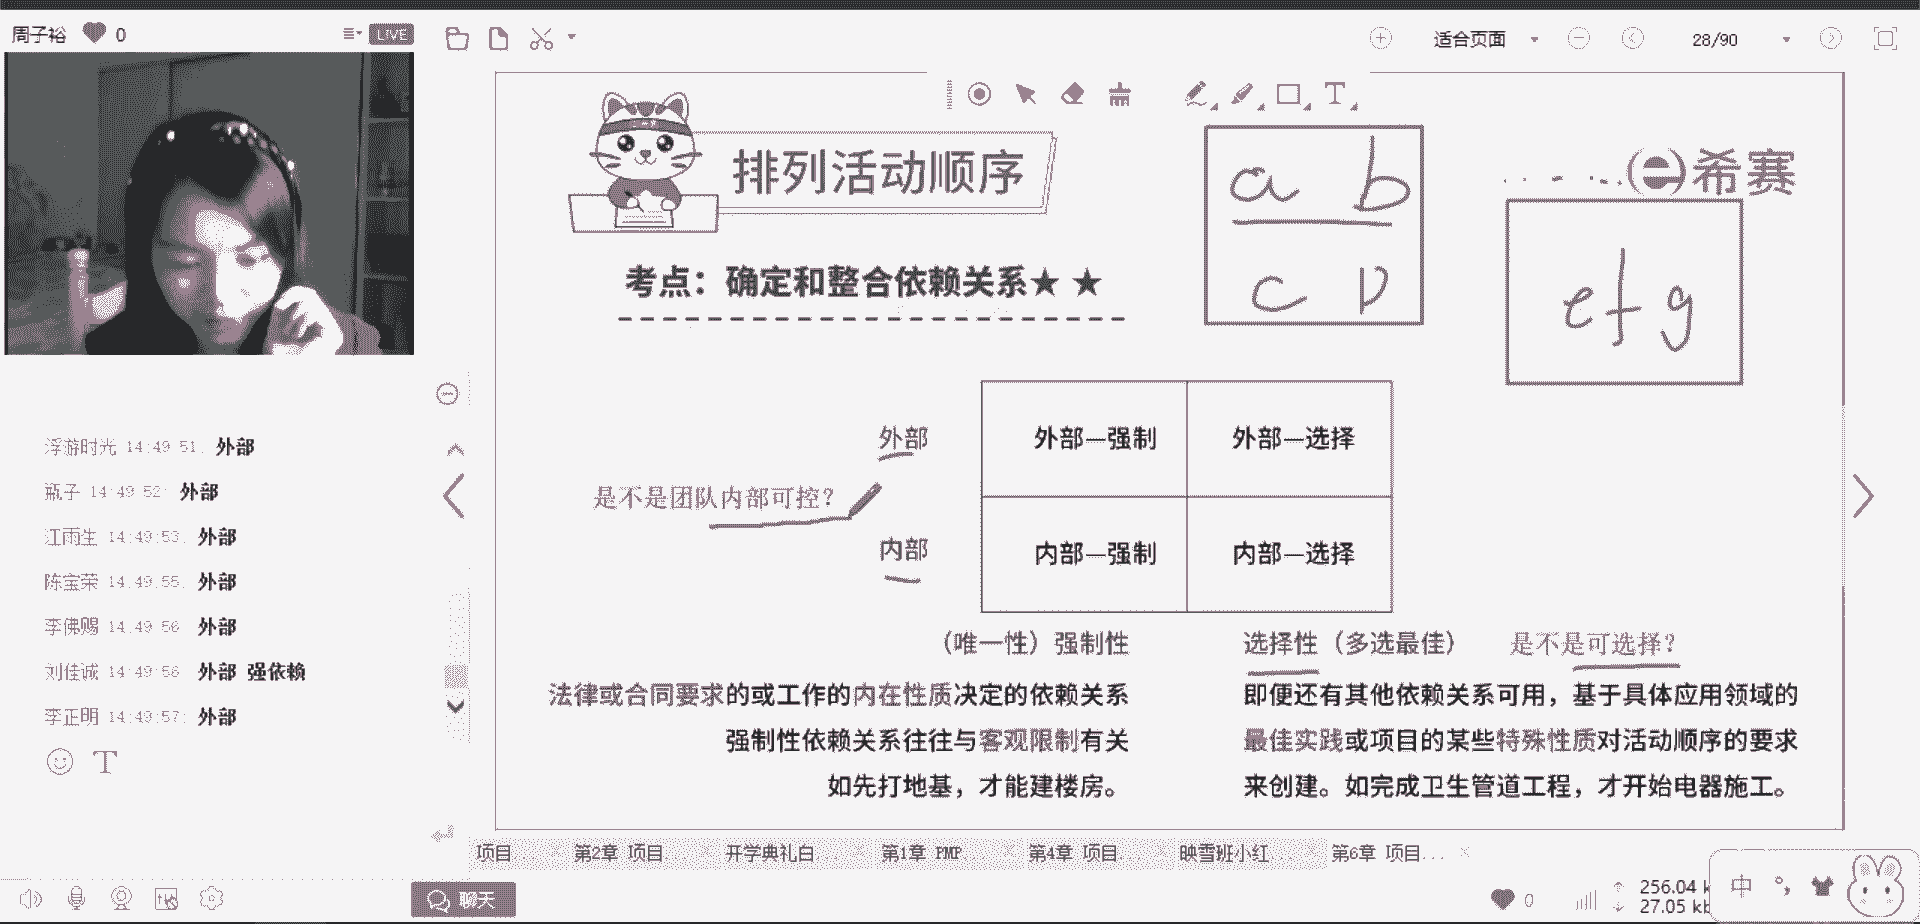 周子裕 0 LIVE
适合页面 28/90
排列活动顺序
a b
c D
希赛
e f g
考点：确定和整合依赖关系★ ★
外部
外部—强制 外部—选择
是不是团队内部可控？
内部
内部—强制 内部—选择
（唯一性）强制性
选择性（多选最佳） 是不是可选择？
法律或合同要求的或工作的内在性质决定的依赖关系
强制性依赖关系往往与客观限制有关
如先打地基，才能建楼房。
即便还有其他依赖关系可用，基于具体应用领域的
最佳实践或项目的某些特殊性质对活动顺序的要求
来创建。如完成卫生管道工程，才开始电器施工。
浮游时光 14:49:51: 外部
瓶子 14:49:52: 外部
江雨生 14:49:53: 外部
陈宝荣 14:49:55: 外部
李佛赐 14:49:56: 外部
刘佳诚 14:49:56: 外部 强依赖
李正明 14:49:57: 外部
项目... 第2章 项目... 开学典礼白... 第1章 PMP... 第4章 项目... 映雪班小红... 第6章 项目...
聊天
0
256.04 k
27.05 kb
中